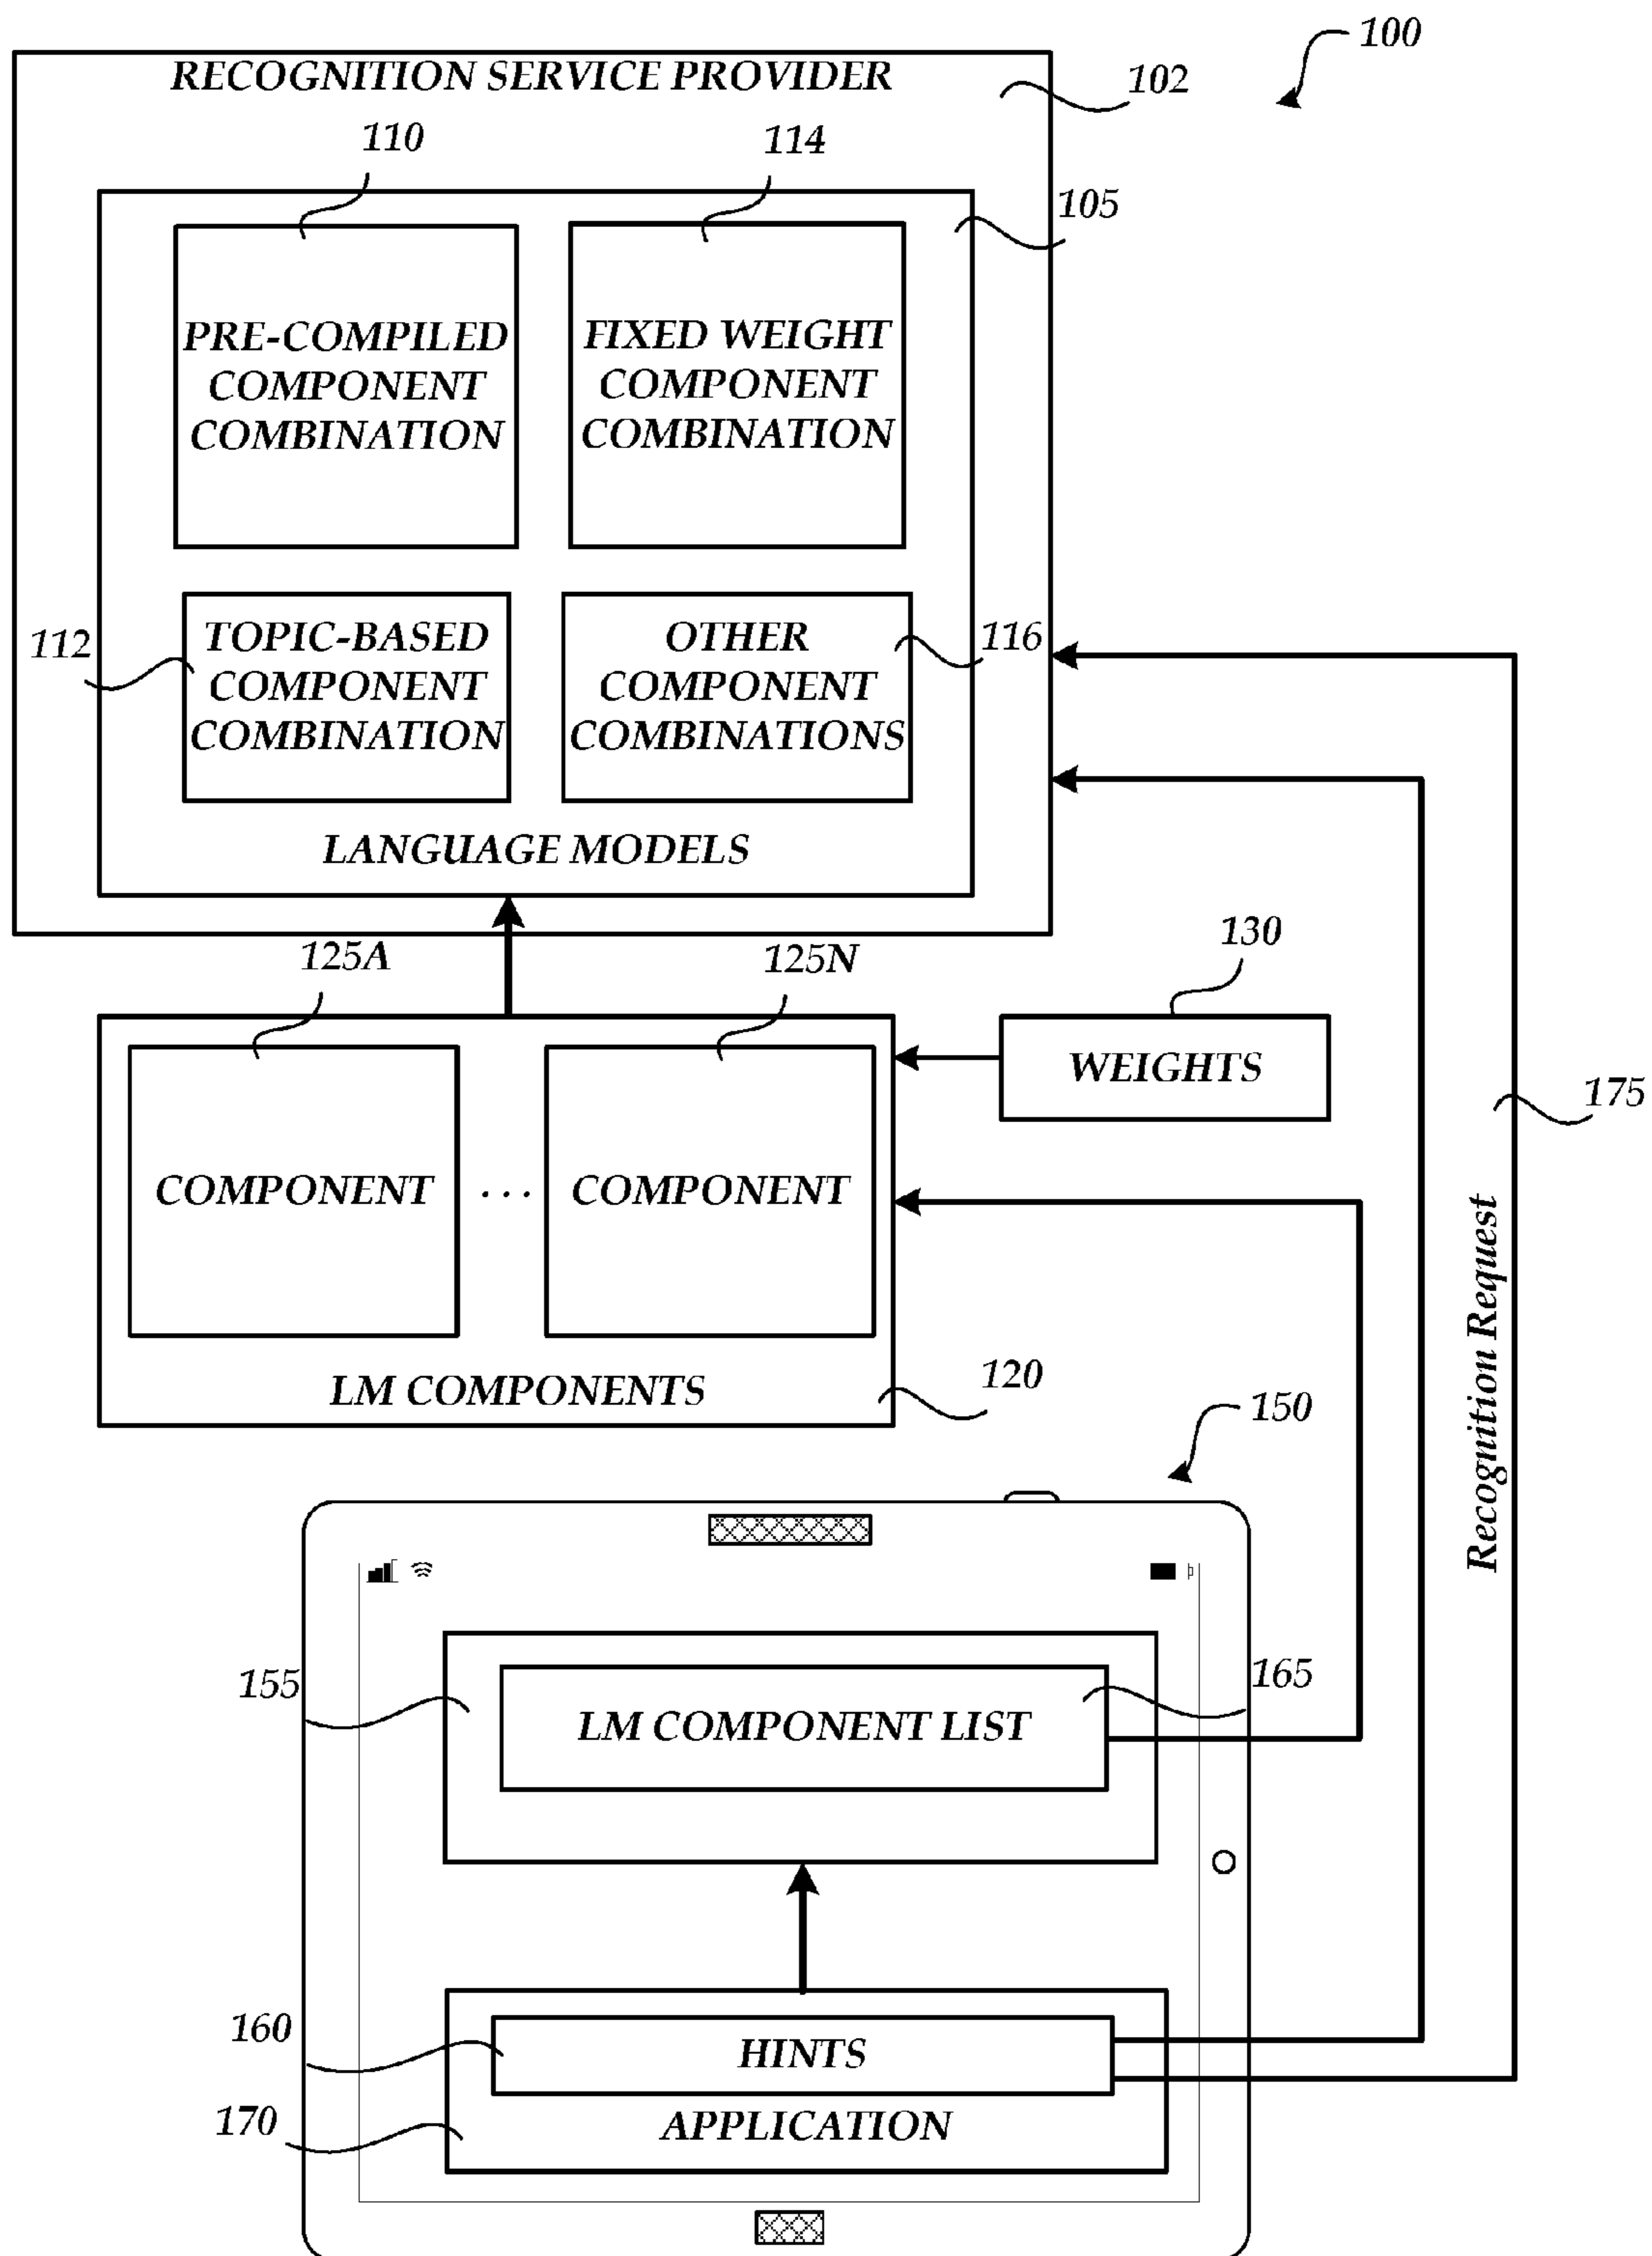 100
RECOGNITION SERVICE PROVIDER
102
110
114
105
PRE-COMPILED
COMPONENT
COMBINATION
FIXED WEIGHT
COMPONENT
COMBINATION
112
TOPIC-BASED
COMPONENT
COMBINATION
OTHER
COMPONENT
COMBINATIONS
116
LANGUAGE MODELS
125A
125N
130
WEIGHTS
175
COMPONENT
...
COMPONENT
Recognition Request
LM COMPONENTS
120
150
155
LM COMPONENT LIST
165
160
HINTS
170
APPLICATION